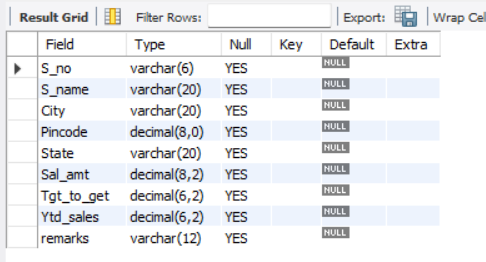 Result Grid Filter Rows: Export: Wrap Cel
Field Type Null Key Default Extra
S_no varchar(6) YES NULL
S_name varchar(20) YES NULL
City varchar(20) YES NULL
Pincode decimal(8,0) YES NULL
State varchar(20) YES NULL
Sal_amt decimal(8,2) YES NULL
Tgt_to_get decimal(6,2) YES NULL
Ytd_sales decimal(6,2) YES NULL
remarks varchar(12) YES NULL